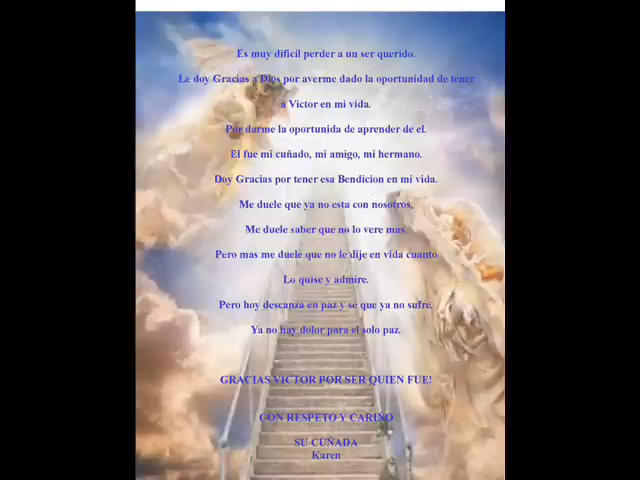 Es muy dificil perder a un ser querido.
Le doy Gracias a Dios por averme dado la oportunidad de tener
a Victor en mi vida.
Por darme la oportunida de aprender de el.
El fue mi cuñado, mi amigo, mi hermano.
Doy Gracias por tener esa Bendicion en mi vida.
Me duele que ya no esta con nosotros,
Me duele saber que no lo vere mas.
Pero mas me duele que no le dije en vida cuanto
Lo quise y admire.
Pero hoy descanza en paz y se que ya no sufre.
Ya no hay dolor para el solo paz.
GRACIAS VICTOR POR SER QUIEN FUE!
CON RESPETO Y CARIÑO
SU CUÑADA
Karen